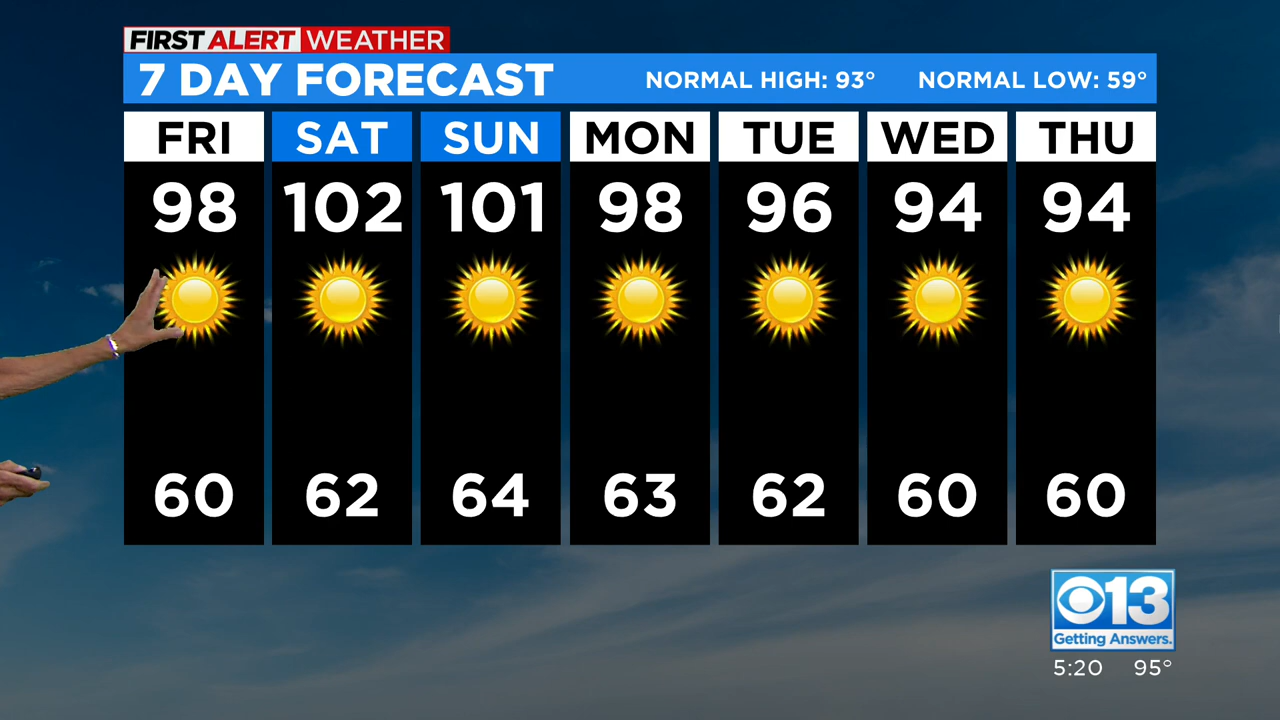 FIRST ALERT WEATHER
7 DAY FORECAST NORMAL HIGH: 93° NORMAL LOW: 59°
FRI SAT SUN MON TUE WED THU
98 102 101 98 96 94 94
60 62 64 63 62 60 60
13
Getting Answers.
5:20 95°